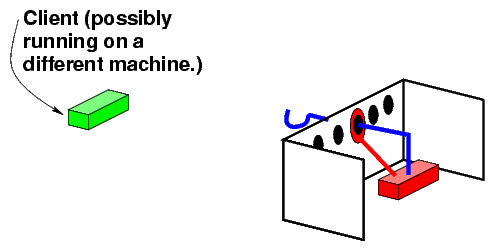 Client (possibly
running on a
different machine.)